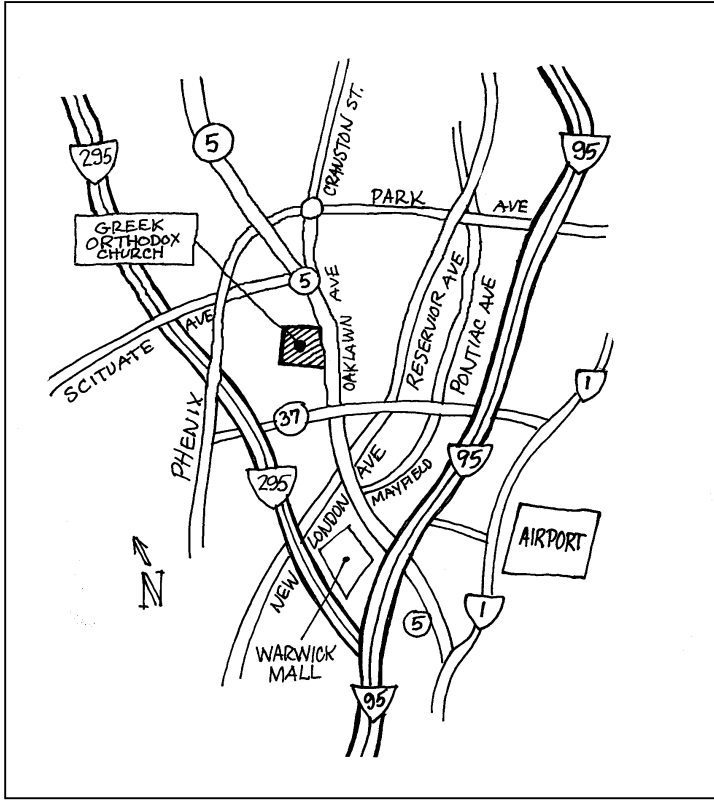 CRANSTON ST.
5
295
95
PARK AVE
GREEK
ORTHODOX
CHURCH
5
AVE
OAKLAWN
RESERVOIR AVE
PONTIAC AVE
SCITUATE AVE
PHENIX
1
37
95
295
AVE
MAYFIELD
LONDON
NEW
AIRPORT
N
1
5
WARWICK
MALL
95